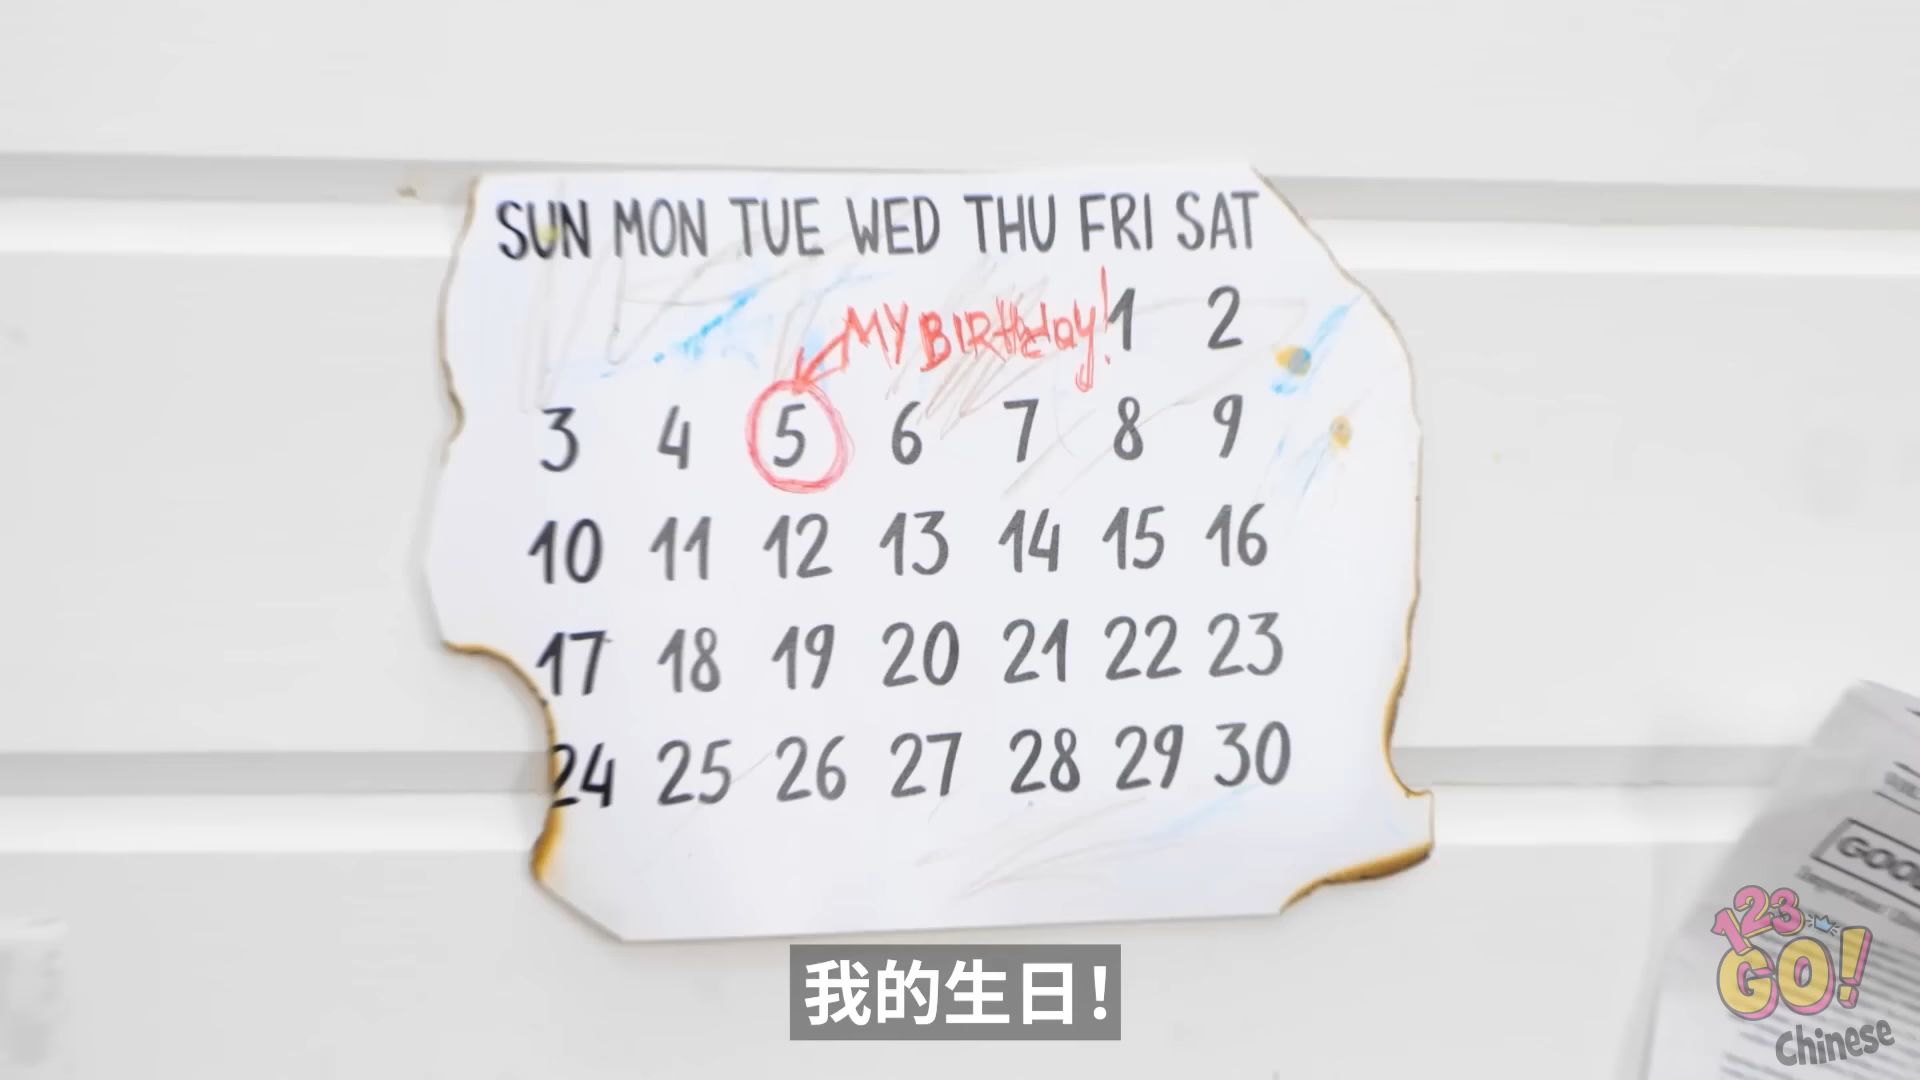 SUN MON TUE WED THU FRI SAT
MY BIRthday! 1 2
3 4 5 6 7 8 9
10 11 12 13 14 15 16
17 18 19 20 21 22 23
24 25 26 27 28 29 30
我的生日!
GOO
123
GO!
Chinese